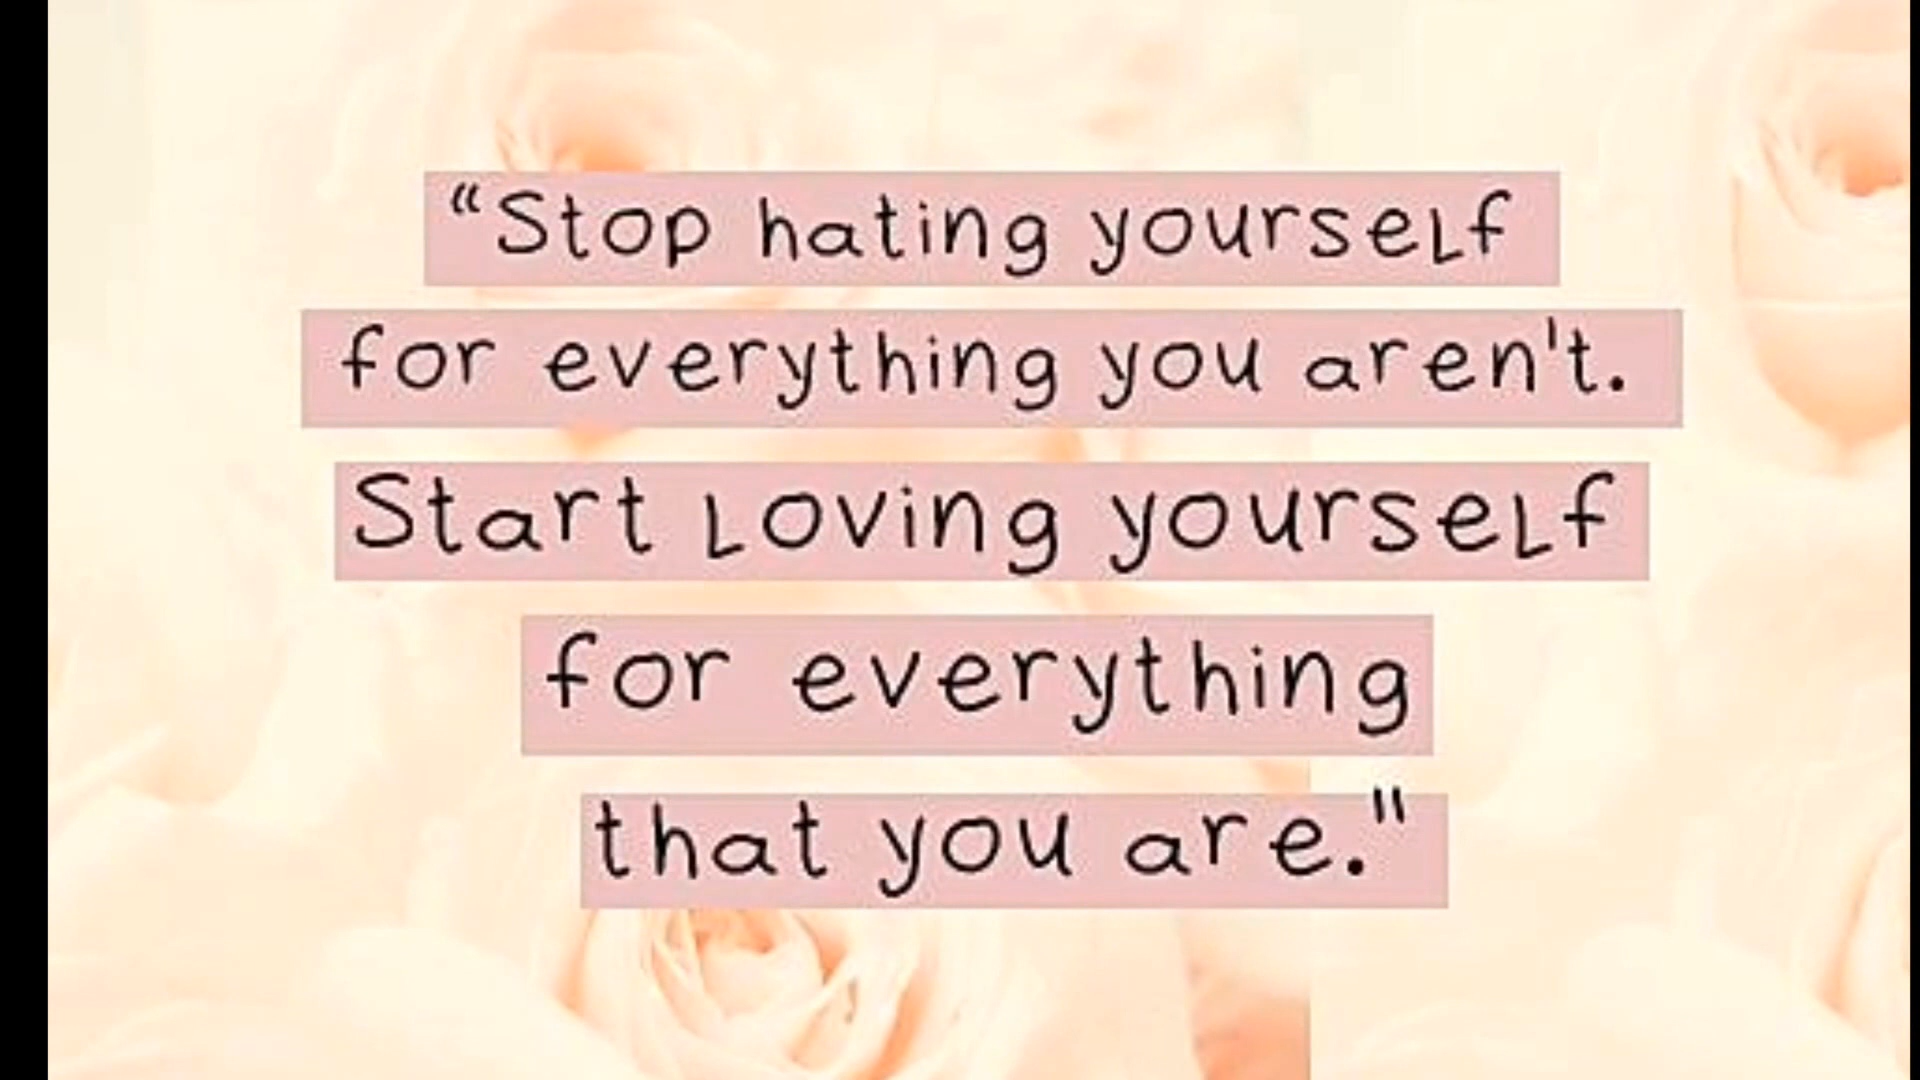 “Stop hating yourself
for everything you aren't.
Start Loving yourself
for everything
that you are."